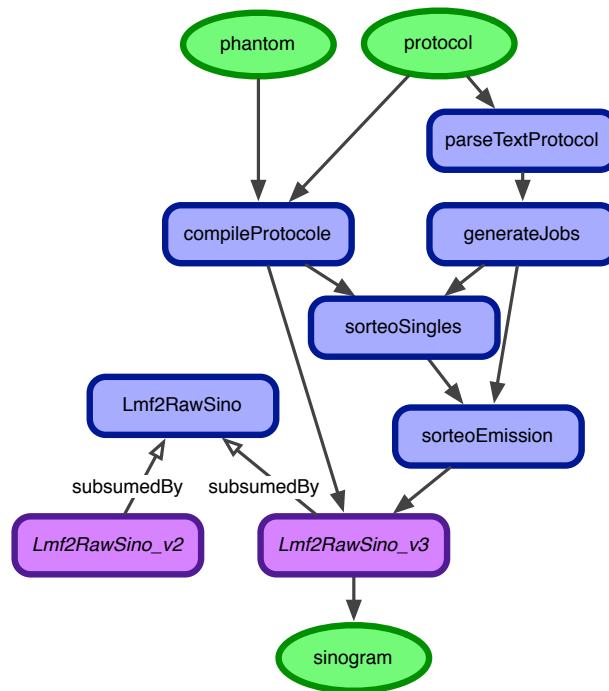 phantom
protocol
parseTextProtocol
compileProtocole
generateJobs
sorteoSingles
Lmf2RawSino
sorteoEmission
subsumedBy
subsumedBy
Lmf2RawSino_v2
Lmf2RawSino_v3
sinogram